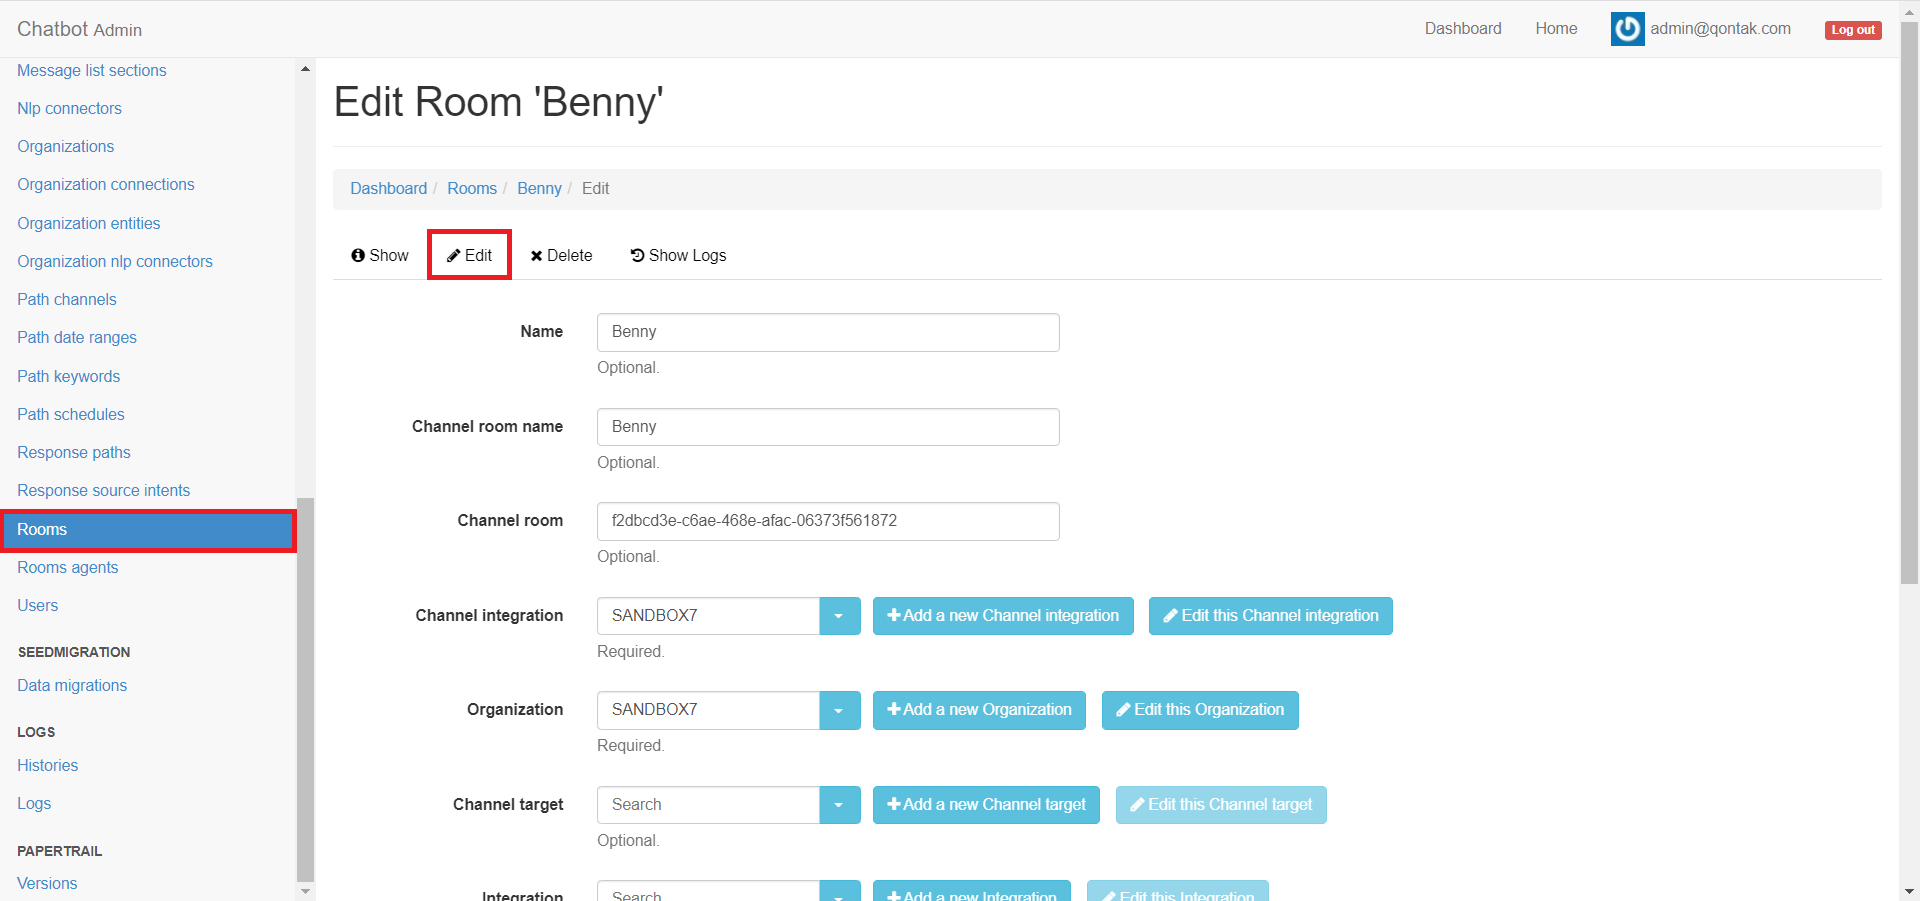 Chatbot Admin
Dashboard
Home
admin@qontak.com
Log out
Message list sections
Nlp connectors
Organizations
Organization connections
Organization entities
Organization nlp connectors
Path channels
Path date ranges
Path keywords
Path schedules
Response paths
Response source intents
Rooms
Rooms agents
Users
SEEDMIGRATION
Data migrations
LOGS
Histories
Logs
PAPERTRAIL
Versions
Edit Room 'Benny'
Dashboard / Rooms / Benny / Edit
Show
Edit
Delete
Show Logs
Name
Benny
Optional.
Channel room name
Benny
Optional.
Channel room
f2dbcd3e-c6ae-468e-afac-06373f561872
Optional.
Channel integration
SANDBOX7
Add a new Channel integration
Edit this Channel integration
Required.
Organization
SANDBOX7
Add a new Organization
Edit this Organization
Required.
Channel target
Search
Add a new Channel target
Edit this Channel target
Optional.
Integration
Search
Add a new Integration
Edit this Integration